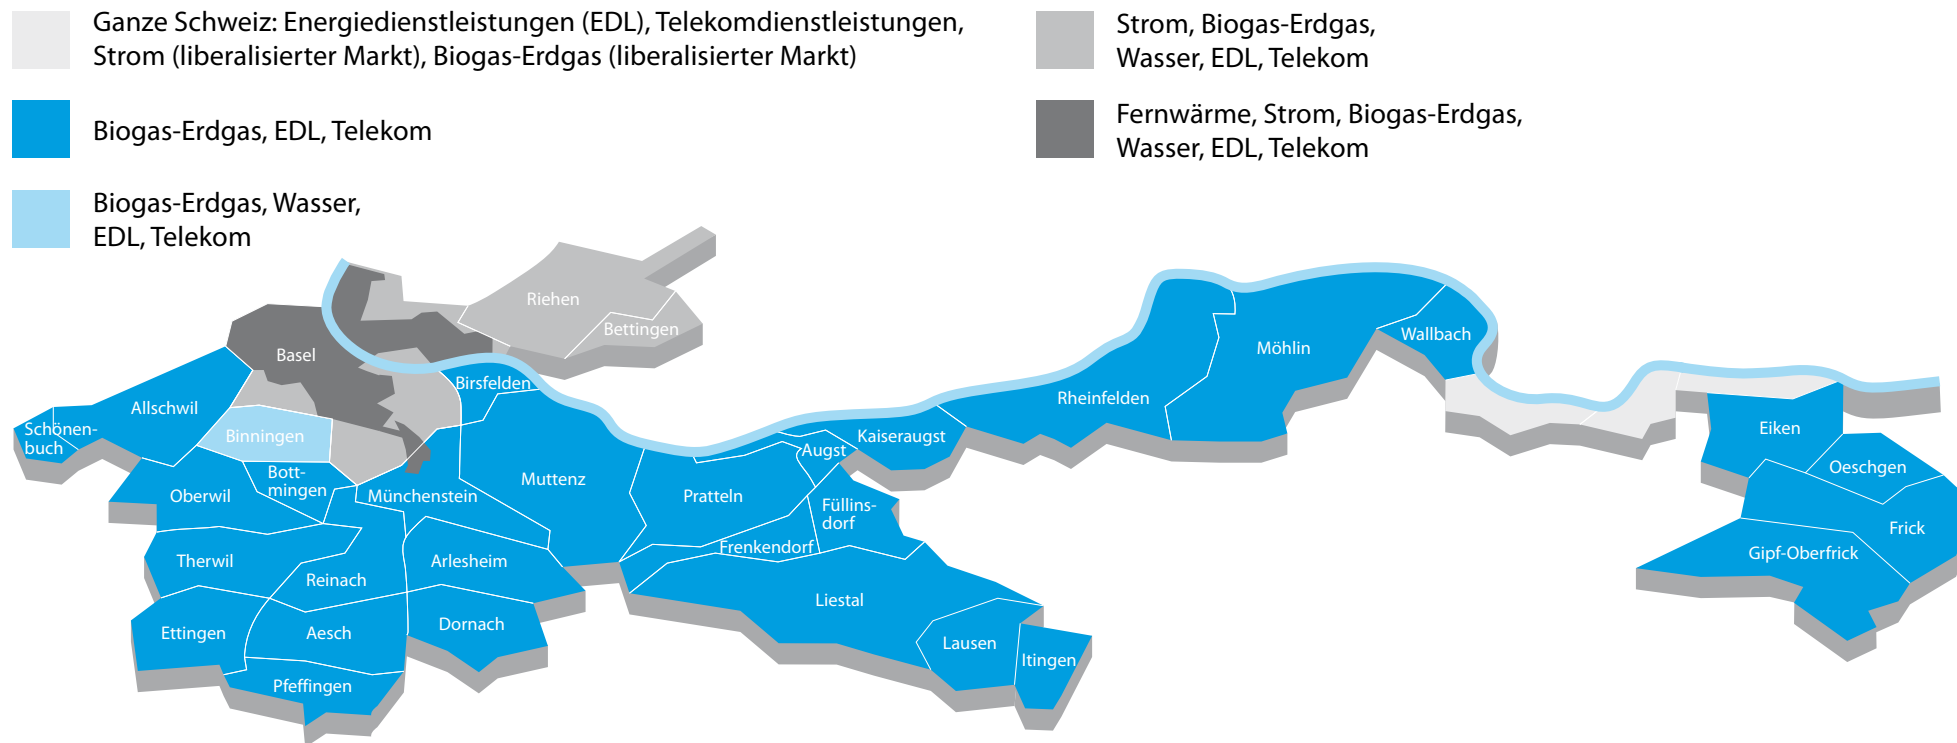 Ganze Schweiz: Energiedienstleistungen (EDL), Telekomdienstleistungen,
Strom (liberalisierter Markt), Biogas-Erdgas (liberalisierter Markt)
Biogas-Erdgas, EDL, Telekom
Biogas-Erdgas, Wasser,
EDL, Telekom
Strom, Biogas-Erdgas,
Wasser, EDL, Telekom
Fernwärme, Strom, Biogas-Erdgas,
Wasser, EDL, Telekom
Riehen
Bettingen
Basel
Birsfelden
Allschwil
Schönen-
buch
Binningen
Bott-
mingen
Oberwil
Münchenstein
Muttenz
Pratteln
Augst
Kaiseraugst
Rheinfelden
Möhlin
Wallbach
Eiken
Oeschgen
Frick
Gipf-Oberfrick
Füllins-
dorf
Frenkendorf
Therwil
Reinach
Arlesheim
Liestal
Ettingen
Aesch
Dornach
Lausen
Itingen
Pfeffingen